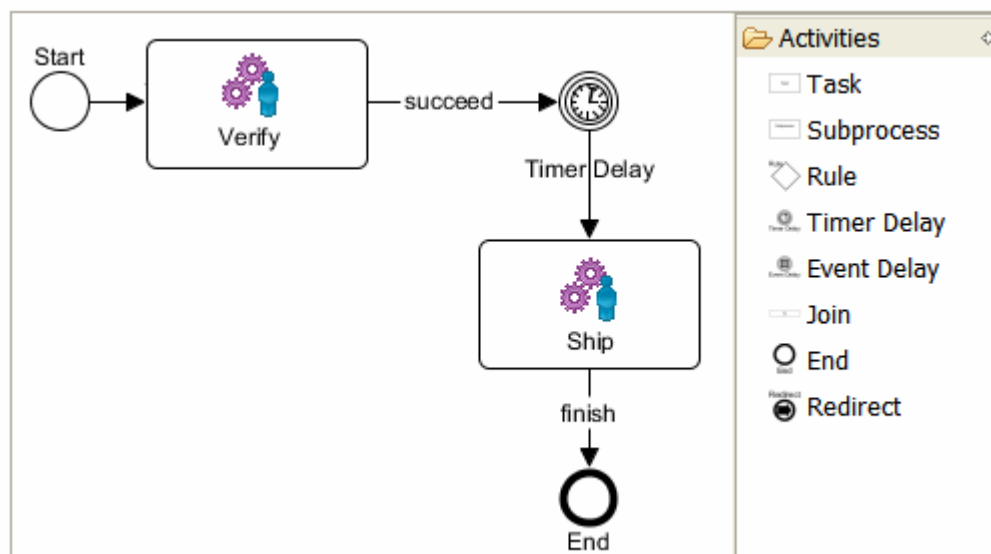 Start
Verify
succeed
Timer Delay
Ship
finish
End
Activities
Task
Subprocess
Rule
Timer Delay
Event Delay
Join
End
Redirect